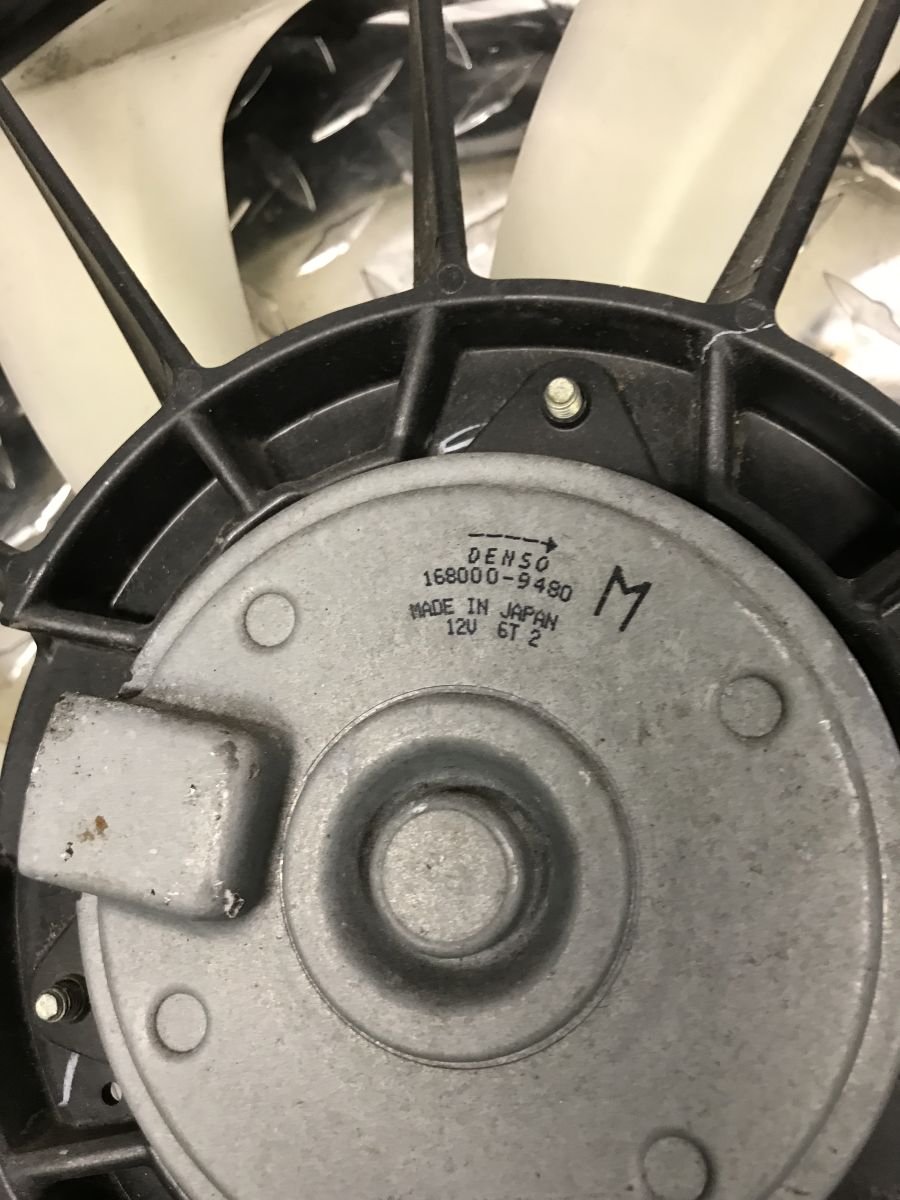 DENSO
168000-9480
M
MADE IN JAPAN
12V 6T 2